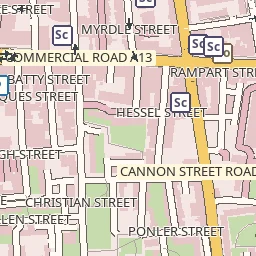 E STREET
Sc
MYRDLE STREET
Sc
Sc
COMMERCIAL ROAD A13
BATTY STREET
RAMPART STR
QUES STREET
Sc
HESSEL STREET
GH STREET
CANNON STREET ROAD
CHRISTIAN STREET
LEN STREET
PONLER STREET